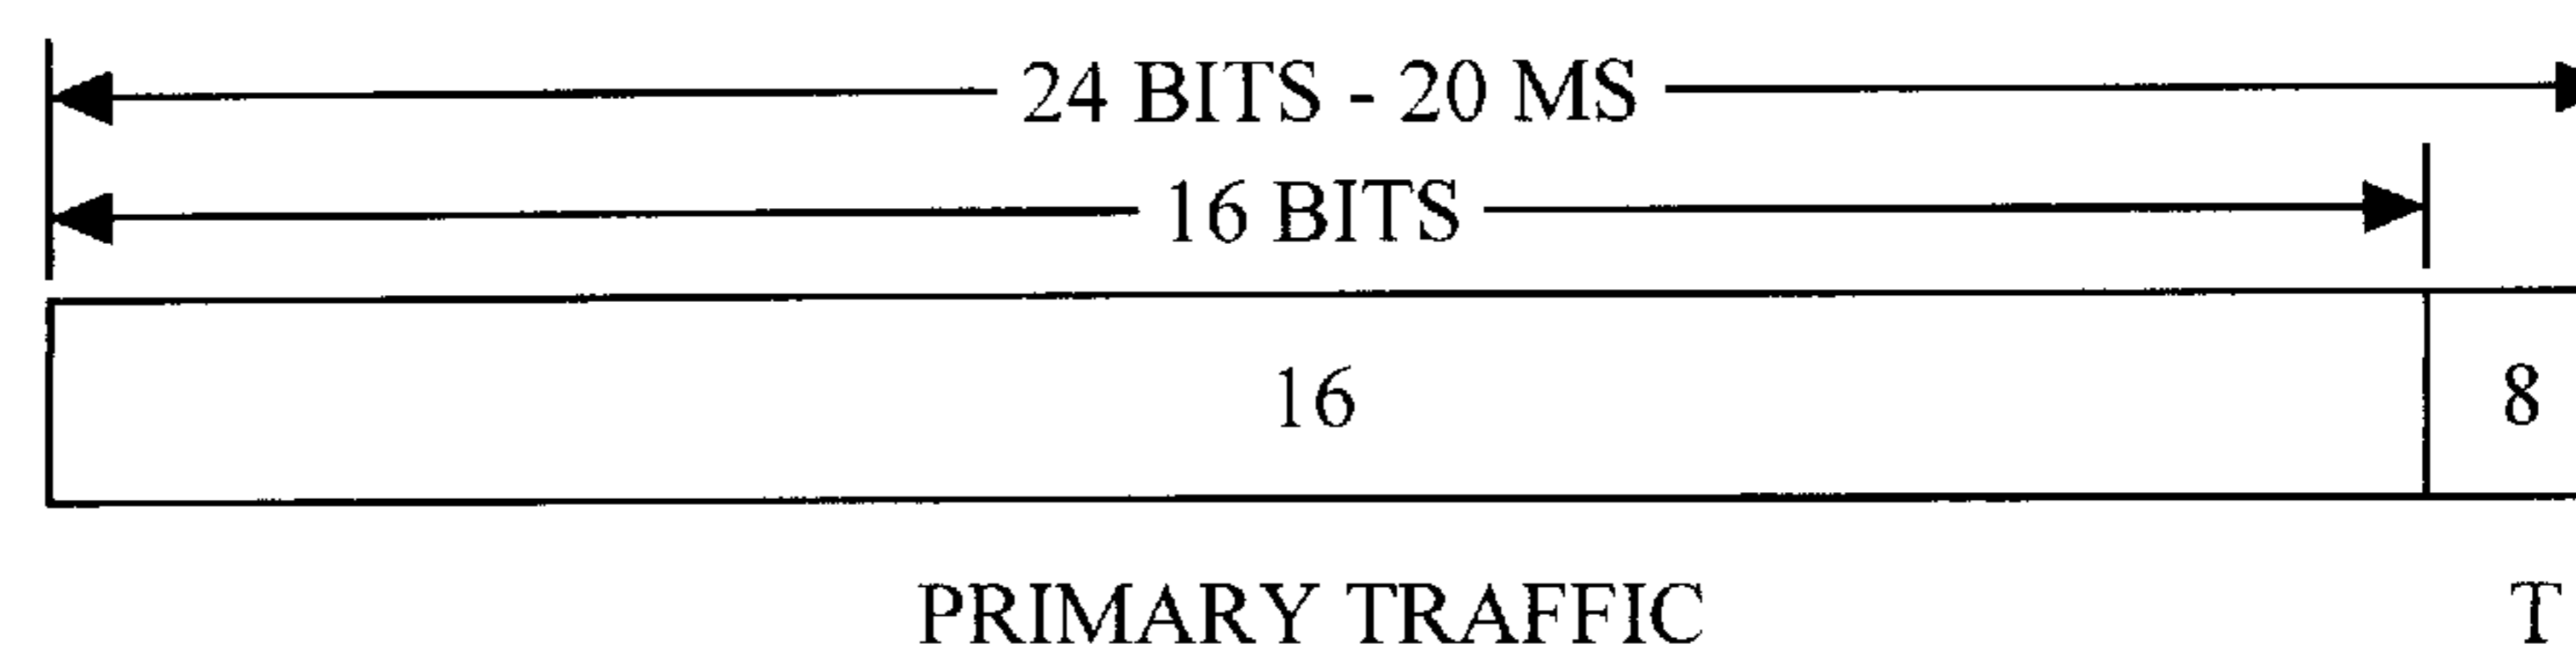 24 BITS - 20 MS
16 BITS
16 8
PRIMARY TRAFFIC T